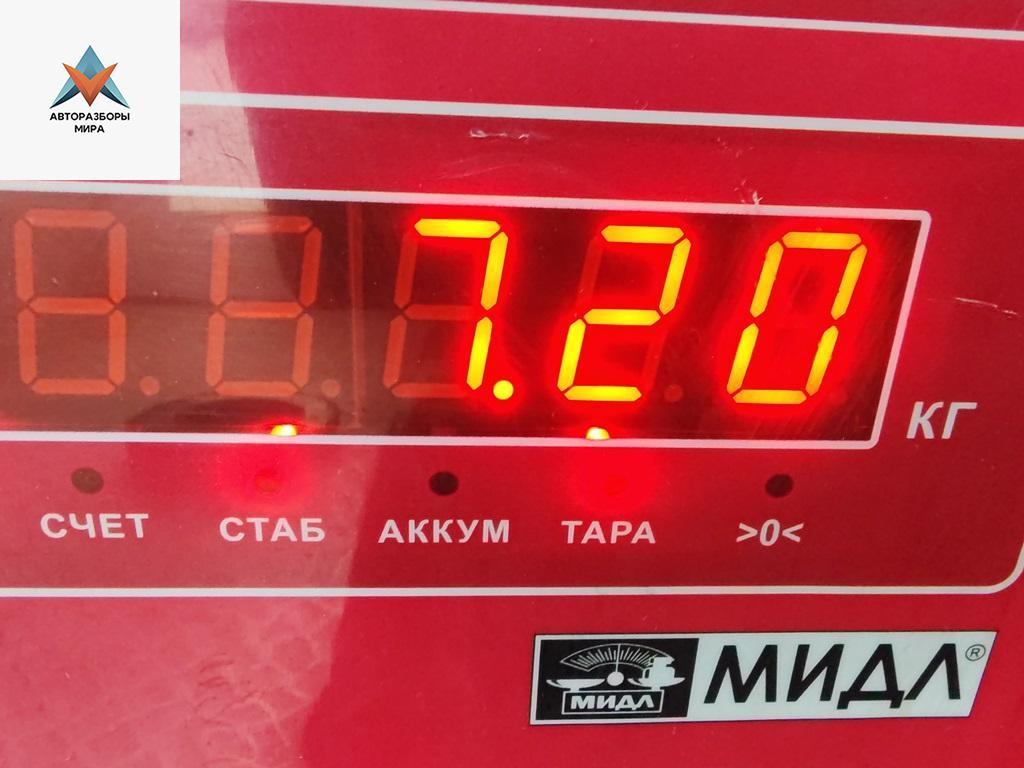 АВТОРАЗБОРЫ
МИРА
7.20
КГ
СЧЕТ СТАБ АККУМ ТАРА >0<
МИДЛ МИДЛ®